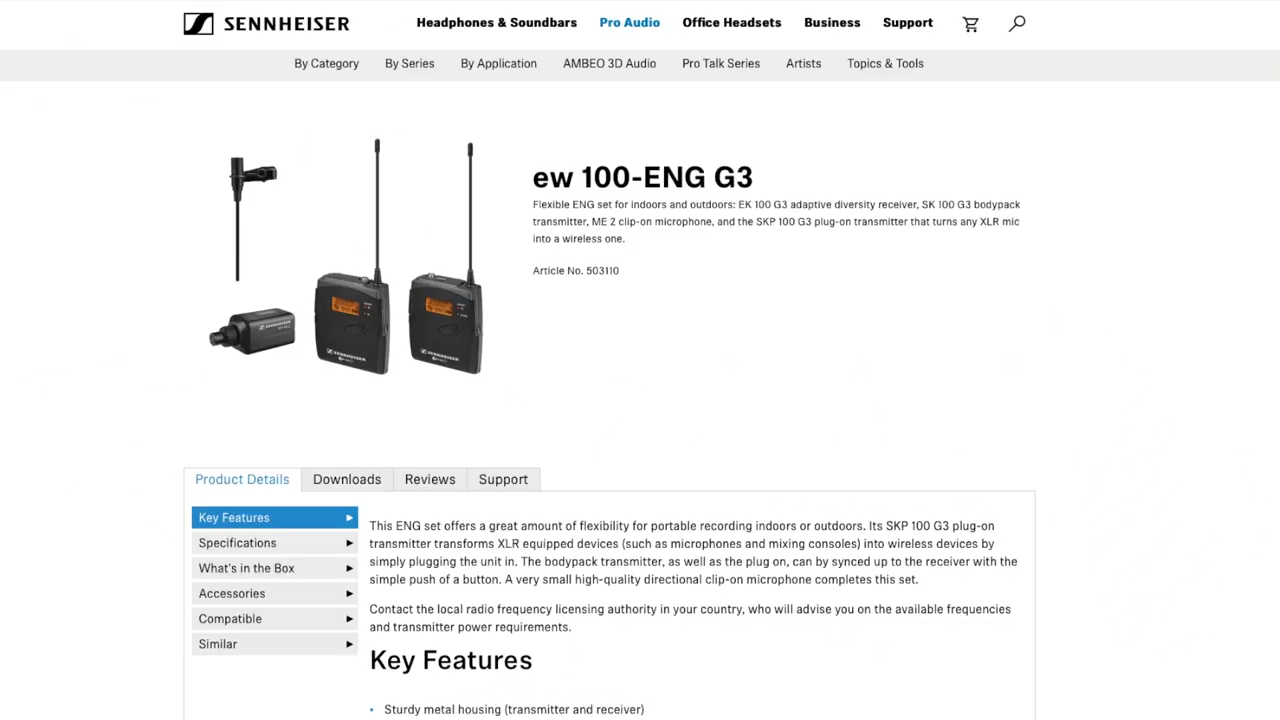 SENNHEISER
Headphones & Soundbars
Pro Audio
Office Headsets
Business
Support
By Category
By Series
By Application
AMBEO 3D Audio
Pro Talk Series
Artists
Topics & Tools
ew 100-ENG G3
Flexible ENG set for indoors and outdoors: EK 100 G3 adaptive diversity receiver, SK 100 G3 bodypack
transmitter, ME 2 clip-on microphone, and the SKP 100 G3 plug-on transmitter that turns any XLR mic
into a wireless one.
Article No. 503110
SENNHEISER
SENNHEISER
SENNHEISER
Product Details
Downloads
Reviews
Support
Key Features
Specifications
What's in the Box
Accessories
Compatible
Similar
This ENG set offers a great amount of flexibility for portable recording indoors or outdoors. Its SKP 100 G3 plug-on
transmitter transforms XLR equipped devices (such as microphones and mixing consoles) into wireless devices by
simply plugging the unit in. The bodypack transmitter, as well as the plug on, can by synced up to the receiver with the
simple push of a button. A very small high-quality directional clip-on microphone completes this set.
Contact the local radio frequency licensing authority in your country, who will advise you on the available frequencies
and transmitter power requirements.
Key Features
• Sturdy metal housing (transmitter and receiver)